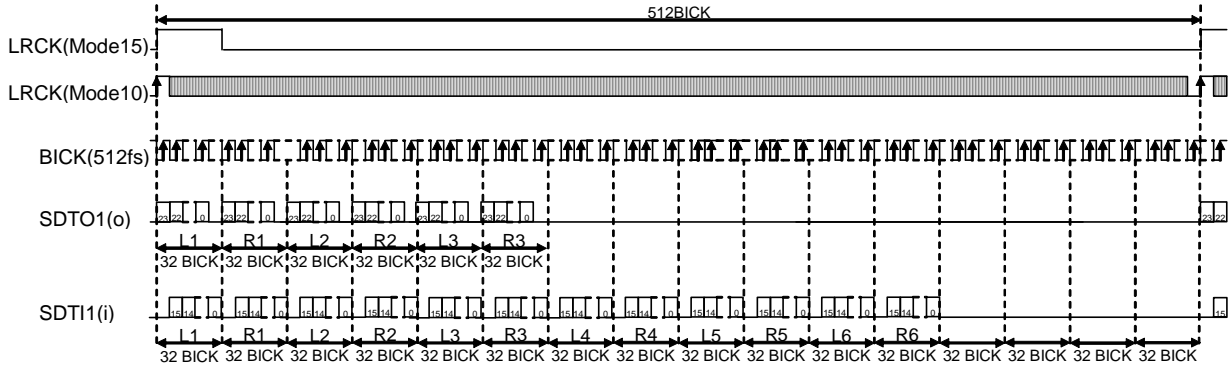 512BICK
LRCK(Mode15)
LRCK(Mode10)
BICK(512fs)
SDTO1(o)
23 22 0 23 22 0 23 22 0 23 22 0 23 22 0 23 22 0 23 22
L1 R1 L2 R2 L3 R3
32 BICK 32 BICK 32 BICK 32 BICK 32 BICK 32 BICK
SDTI1(i)
15 14 0 15 14 0 15 14 0 15 14 0 15 14 0 15 14 0 15 14 0 15 14 0 15 14 0 15 14 0 15 14 0 15 14 0 15
L1 R1 L2 R2 L3 R3 L4 R4 L5 R5 L6 R6
32 BICK 32 BICK 32 BICK 32 BICK 32 BICK 32 BICK 32 BICK 32 BICK 32 BICK 32 BICK 32 BICK 32 BICK 32 BICK 32 BICK 32 BICK 32 BICK